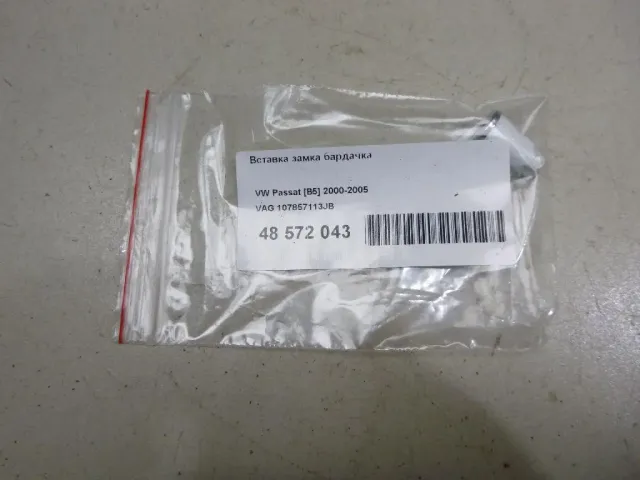 Вставка замка бардачка
VW Passat [B5] 2000-2005
VAG 107857113JB
48 572 043